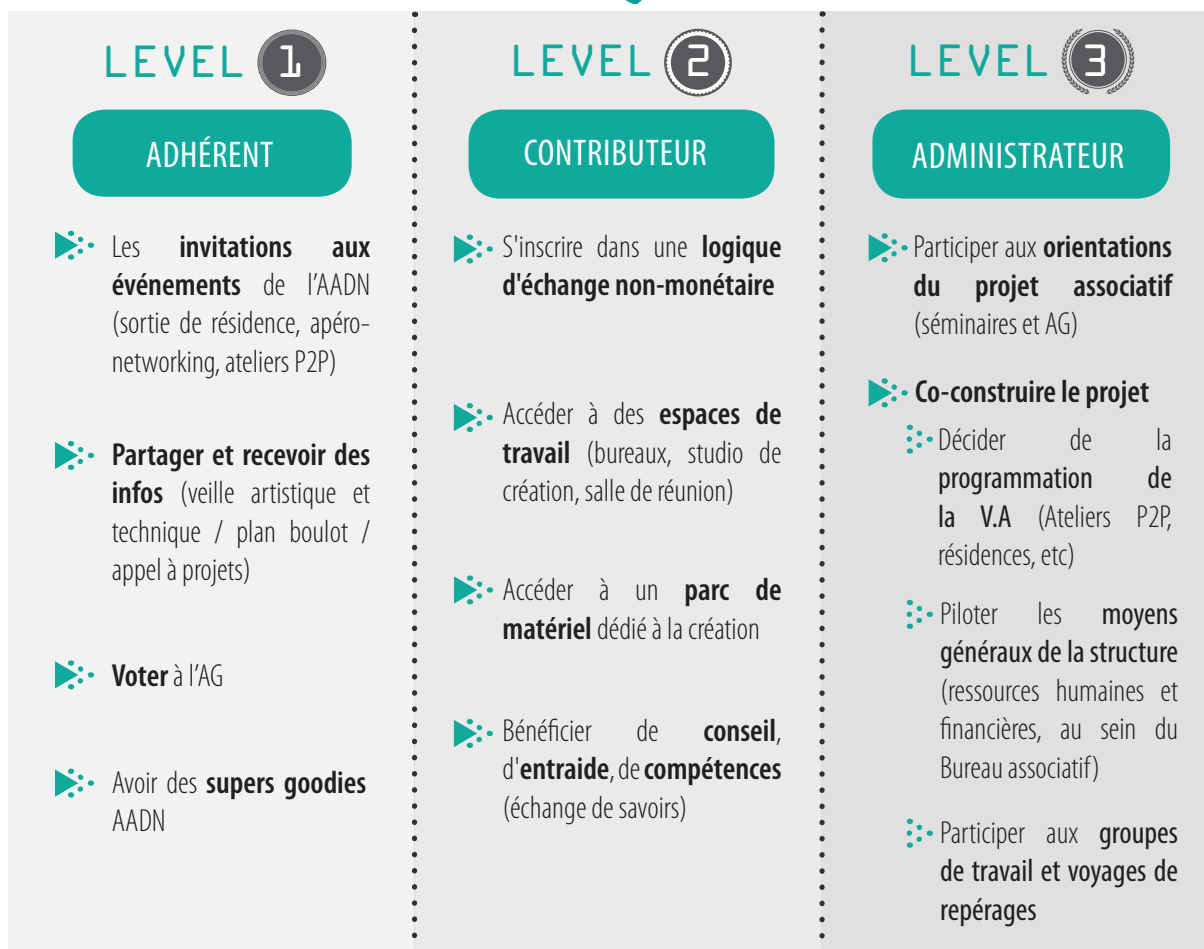 LEVEL 1
ADHÉRENT
Les invitations aux
événements de l'AADN
(sortie de résidence, apéro-
networking, ateliers P2P)
Partager et recevoir des
infos (veille artistique et
technique / plan boulot /
appel à projets)
Voter à l'AG
Avoir des supers goodies
AADN
LEVEL 2
CONTRIBUTEUR
S'inscrire dans une logique
d'échange non-monétaire
Accéder à des espaces de
travail (bureaux, studio de
création, salle de réunion)
Accéder à un parc de
matériel dédié à la création
Bénéficier de conseil,
d'entraide, de compétences
(échange de savoirs)
LEVEL 3
ADMINISTRATEUR
Participer aux orientations
du projet associatif
(séminaires et AG)
Co-construire le projet
Décider de la
programmation de
la V.A (Ateliers P2P,
résidences, etc)
Piloter les moyens
généraux de la structure
(ressources humaines et
financières, au sein du
Bureau associatif)
Participer aux groupes
de travail et voyages de
repérages